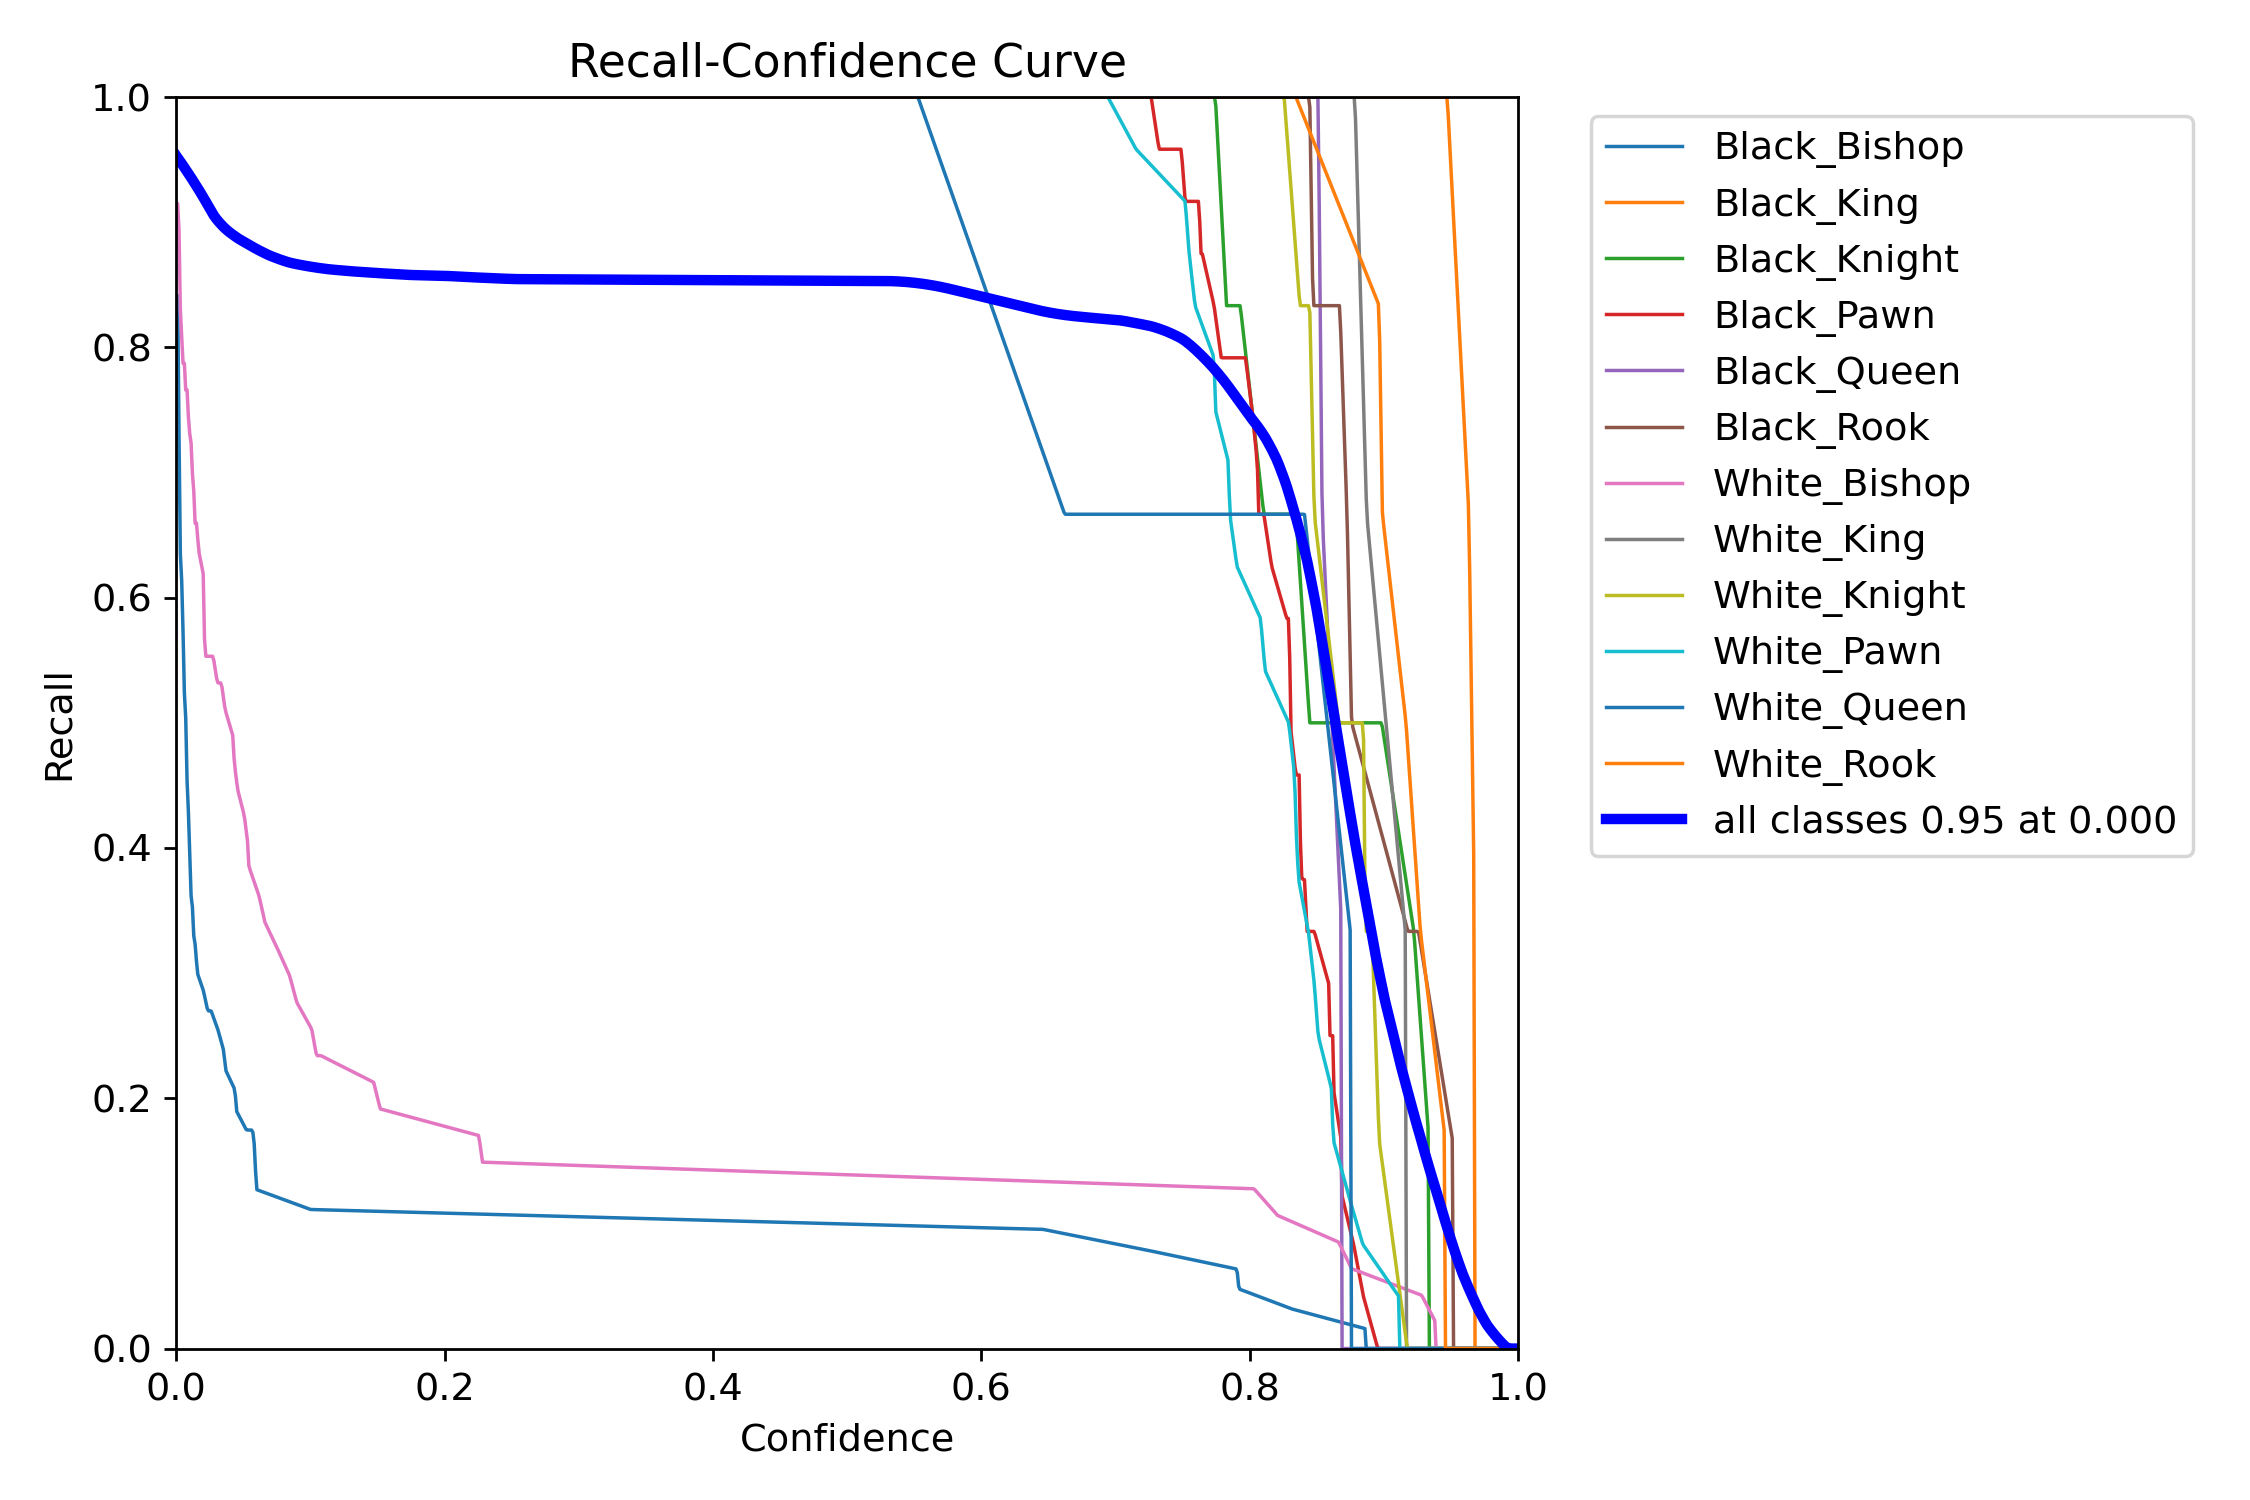 Recall-Confidence Curve
1.0
0.8
0.6
0.4
0.2
0.0
Recall
0.0 0.2 0.4 0.6 0.8 1.0
Confidence
Black_Bishop
Black_King
Black_Knight
Black_Pawn
Black_Queen
Black_Rook
White_Bishop
White_King
White_Knight
White_Pawn
White_Queen
White_Rook
all classes 0.95 at 0.000